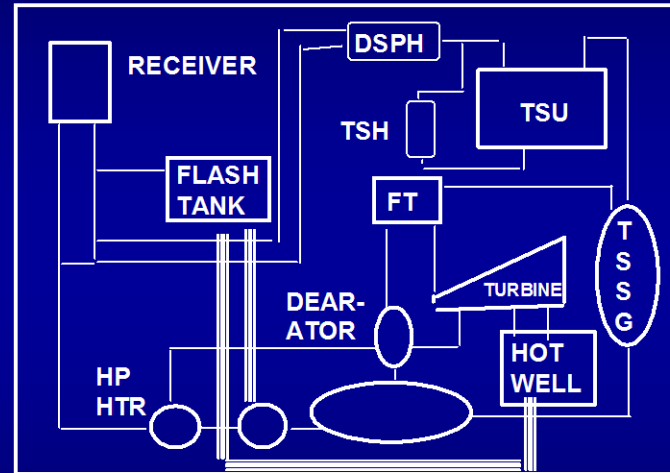 DSPH
RECEIVER
TSU
TSH
FLASH
TANK
FT
T
S
S
G
TURBINE
DEAR-
ATOR
HOT
WELL
HP
HTR